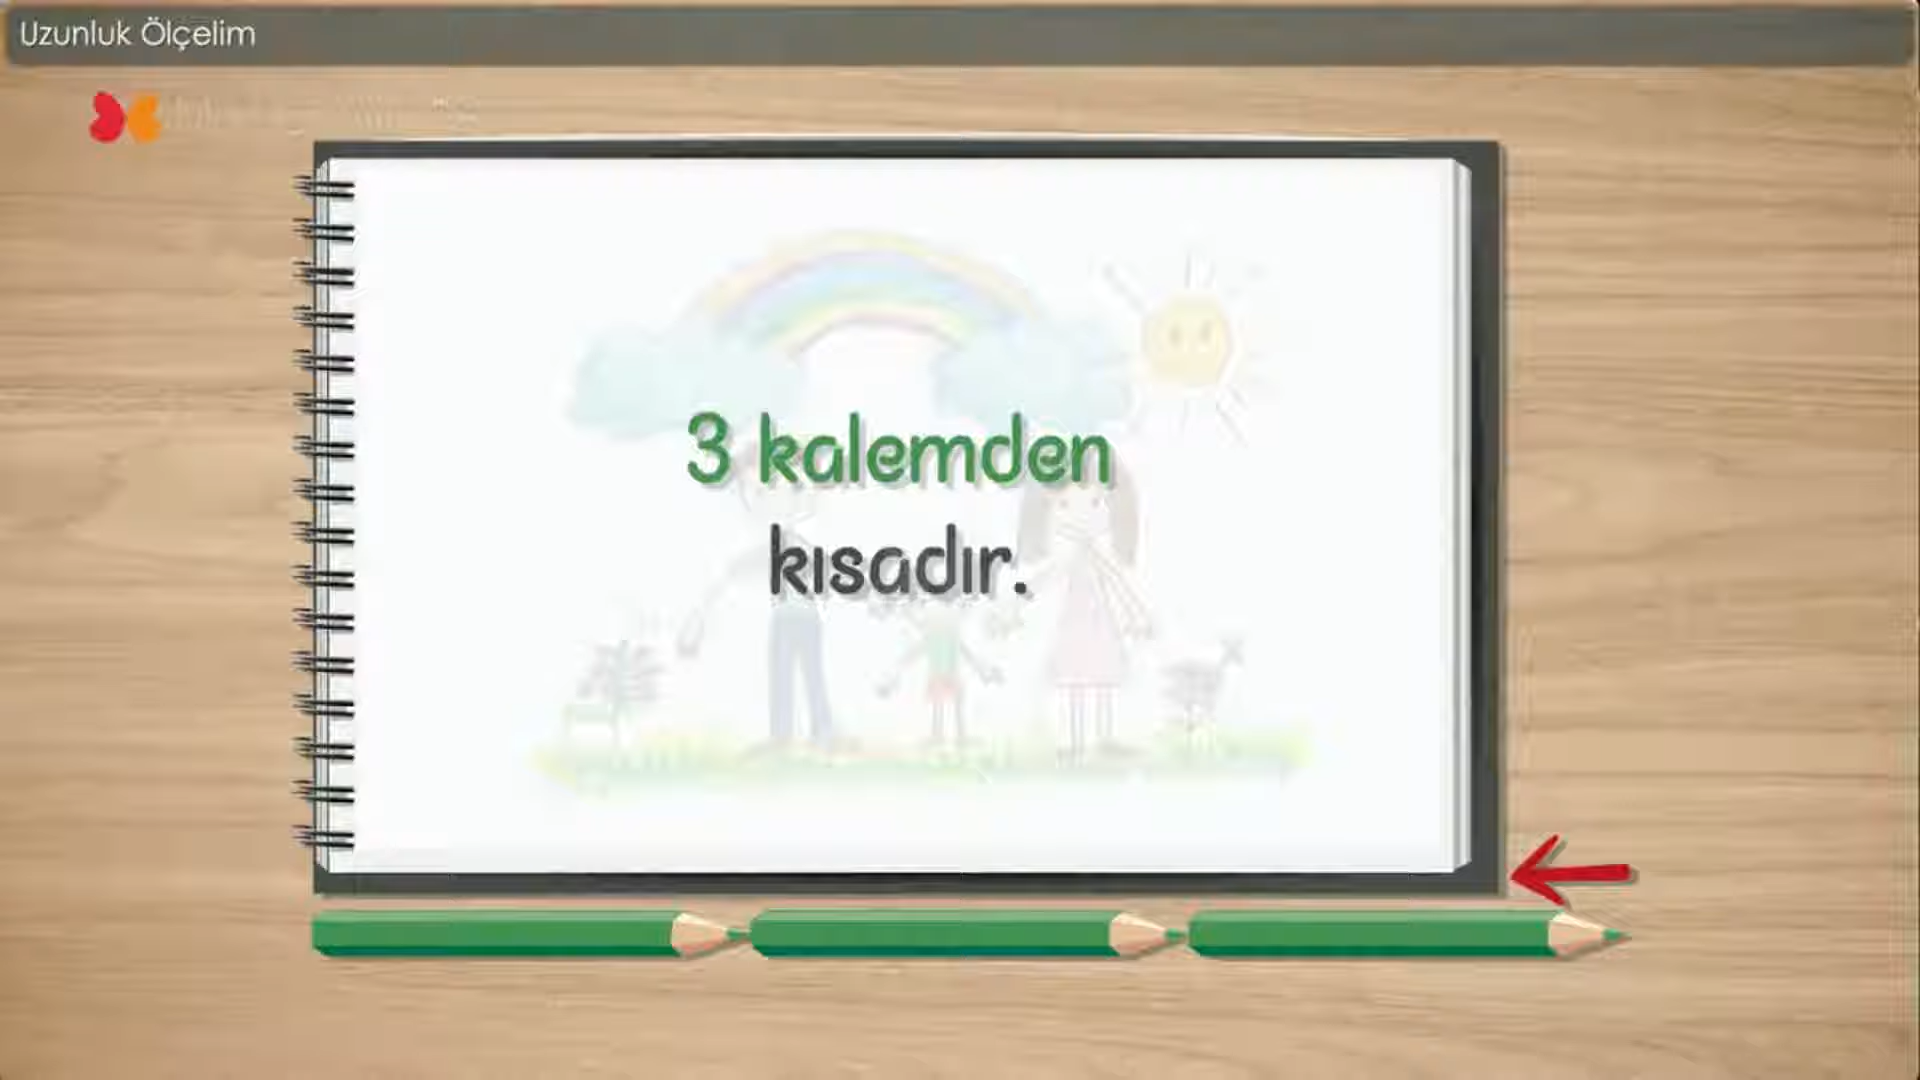 Uzunluk Ölçelim
3 kalemden
kısadır.